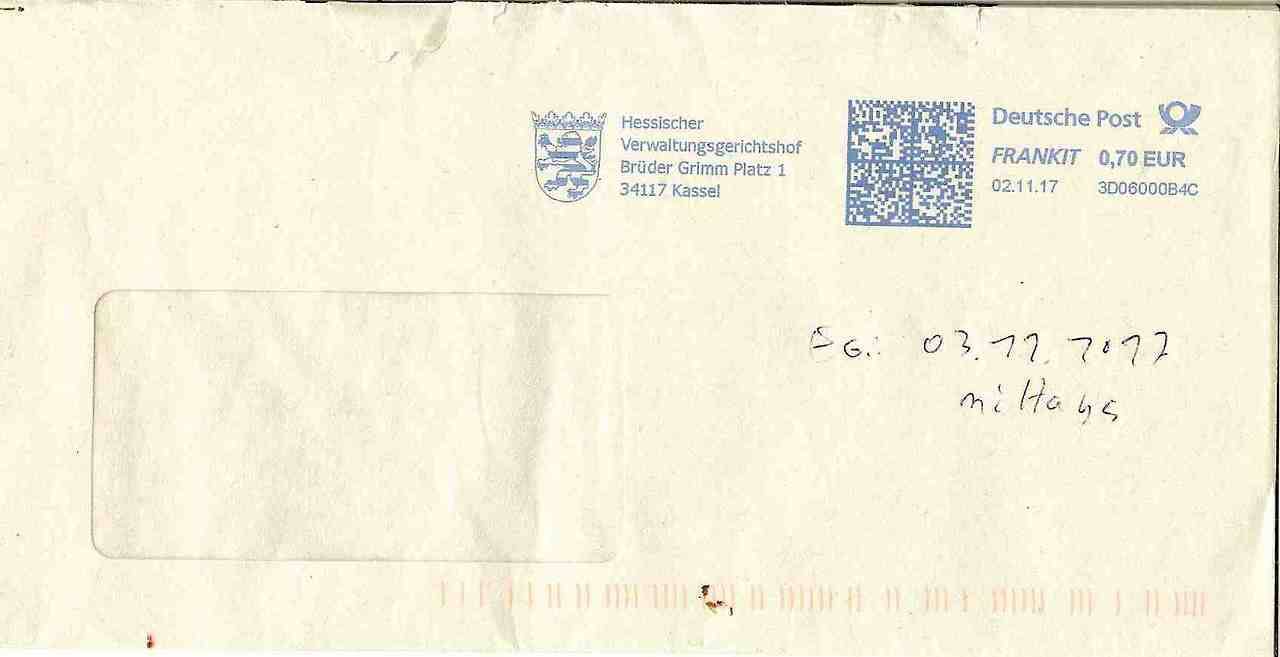 Hessischer
Verwaltungsgerichtshof
Brüder Grimm Platz 1
34117 Kassel
Deutsche Post
FRANKIT 0,70 EUR
02.11.17 3D06000B4C
EG.: 03.11.2017
mittags